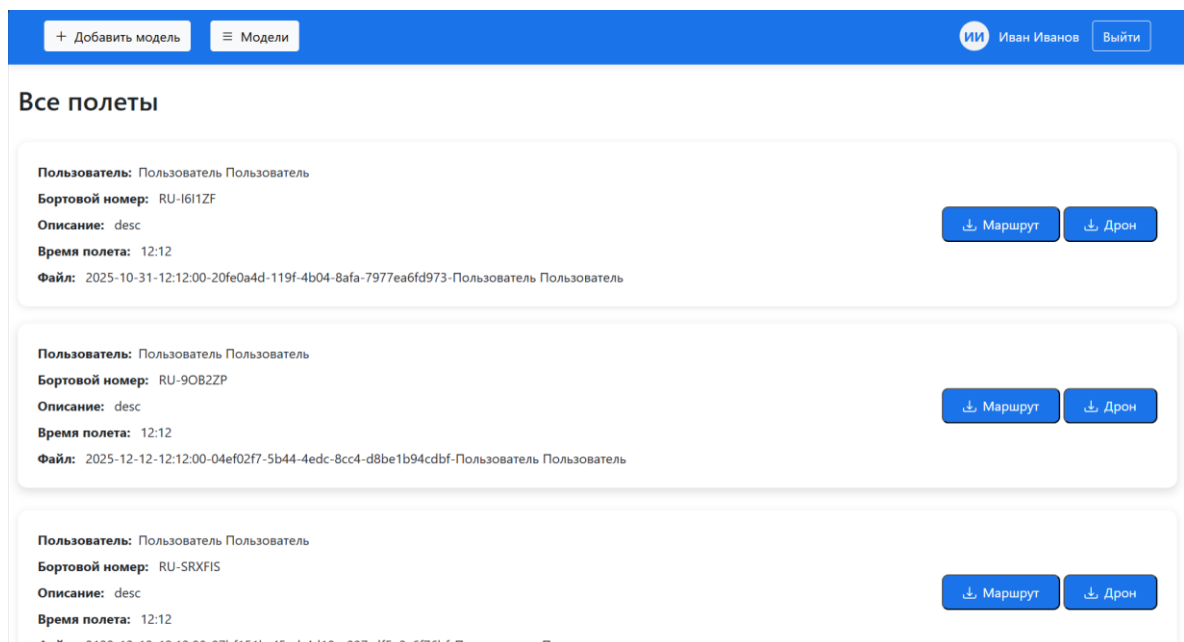 + Добавить модель ≡ Модели ИИ Иван Иванов Выйти
Все полеты
Пользователь: Пользователь Пользователь
Бортовой номер: RU-I6I1ZF
Описание: desc
Маршрут Дрон
Время полета: 12:12
Файл: 2025-10-31-12:12:00-20fe0a4d-119f-4b04-8afa-7977ea6fd973-Пользователь Пользователь
Пользователь: Пользователь Пользователь
Бортовой номер: RU-9OB2ZP
Описание: desc
Маршрут Дрон
Время полета: 12:12
Файл: 2025-12-12-12:12:00-04ef02f7-5b44-4edc-8cc4-d8be1b94cdbf-Пользователь Пользователь
Пользователь: Пользователь Пользователь
Бортовой номер: RU-SRXFIS
Описание: desc
Маршрут Дрон
Время полета: 12:12